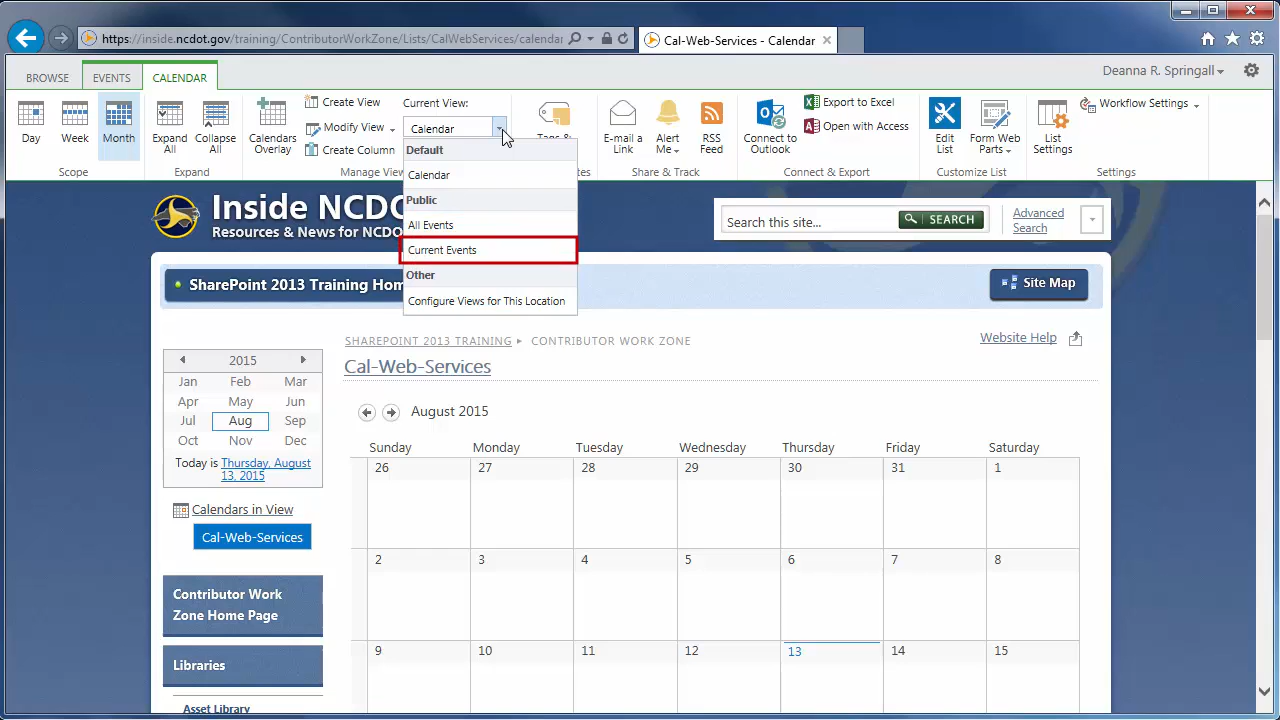 https://inside.ncdot.gov/training/ContributorWorkZone/Lists/CalWebServices/calendar
Cal-Web-Services - Calendar
BROWSE
EVENTS
CALENDAR
Deanna R. Springall
Day
Week
Month
Scope
Expand All
Collapse All
Expand
Calendars Overlay
Create View
Modify View
Create Column
Manage View
Current View:
Calendar
Default
Calendar
Public
All Events
Current Events
Other
Configure Views for This Location
E-mail a Link
Alert Me
RSS Feed
Share & Track
Connect to Outlook
Export to Excel
Open with Access
Connect & Export
Edit List
Form Web Parts
Customize List
List Settings
Workflow Settings
Settings
Inside NCDOT
Resources & News for NCDO
Search this site...
SEARCH
Advanced Search
SharePoint 2013 Training Hom
Site Map
SHAREPOINT 2013 TRAINING
CONTRIBUTOR WORK ZONE
Website Help
Cal-Web-Services
2015
Jan Feb Mar
Apr May Jun
Jul Aug Sep
Oct Nov Dec
Today is Thursday, August 13, 2015
Calendars in View
Cal-Web-Services
Contributor Work Zone Home Page
Libraries
Asset Library
August 2015
Sunday Monday Tuesday Wednesday Thursday Friday Saturday
26 27 28 29 30 31 1
2 3 4 5 6 7 8
9 10 11 12 13 14 15